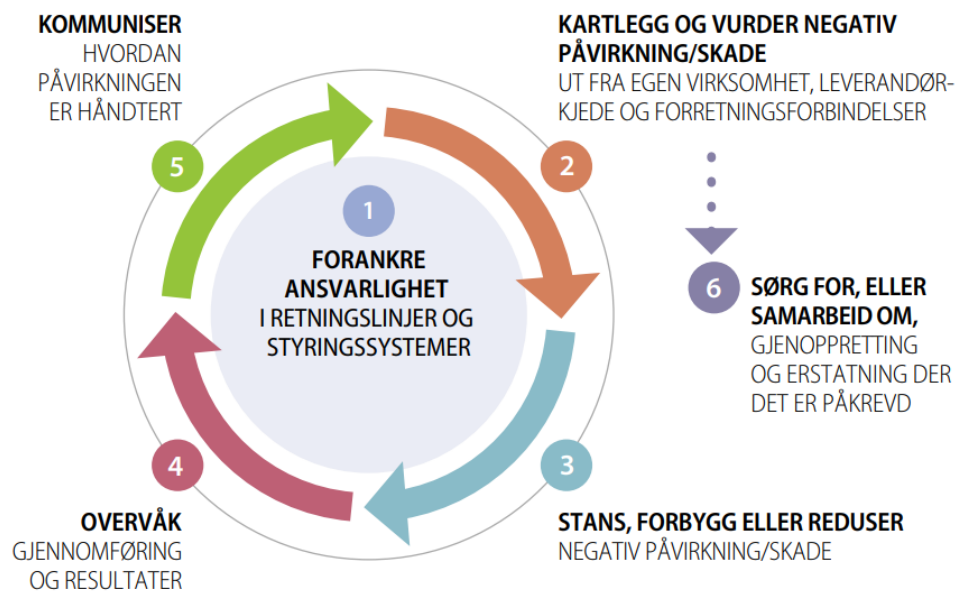 1
FORANKRE
ANSVARLIGHET
I RETNINGSLINJER OG
STYRINGSSYSTEMER
2
KARTLEGG OG VURDER NEGATIV
PÅVIRKNING/SKADE
UT FRA EGEN VIRKSOMHET, LEVERANDØR-
KJEDE OG FORRETNINGSFORBINDELSER
3
STANS, FORBYGG ELLER REDUSER
NEGATIV PÅVIRKNING/SKADE
4
OVERVÅK
GJENNOMFØRING
OG RESULTATER
5
KOMMUNISER
HVORDAN
PÅVIRKNINGEN
ER HÅNDTERT
6
SØRG FOR, ELLER
SAMARBEID OM,
GJENOPPRETTING
OG ERSTATNING DER
DET ER PÅKREVD